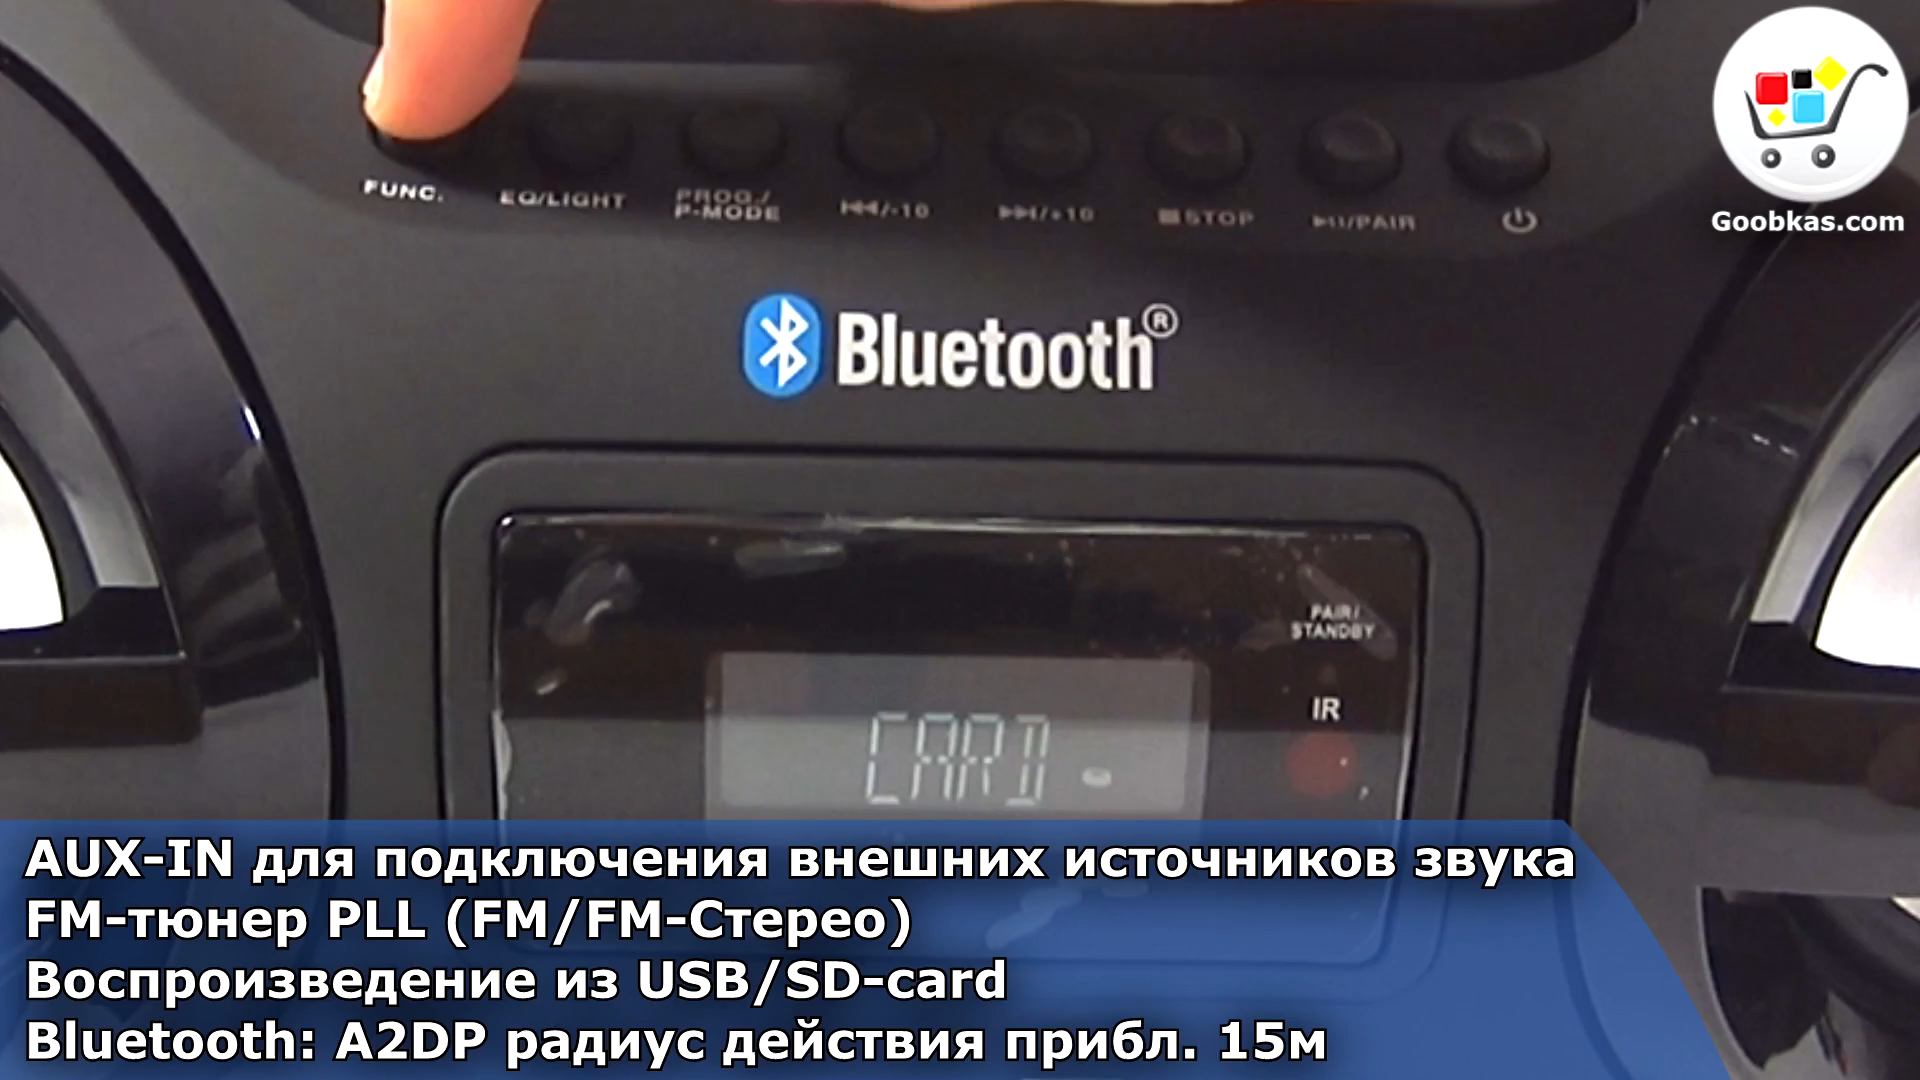 FUNC.
EQ/LIGHT
PROG./
P-MODE
⏮/-10
⏭/+10
■STOP
⏯/PAIR
Goobkas.com
Bluetooth®
PAIR/
STANDBY
IR
CARD
AUX-IN для подключения внешних источников звука
FM-тюнер PLL (FM/FM-Стерео)
Воспроизведение из USB/SD-card
Bluetooth: A2DP радиус действия прибл. 15м